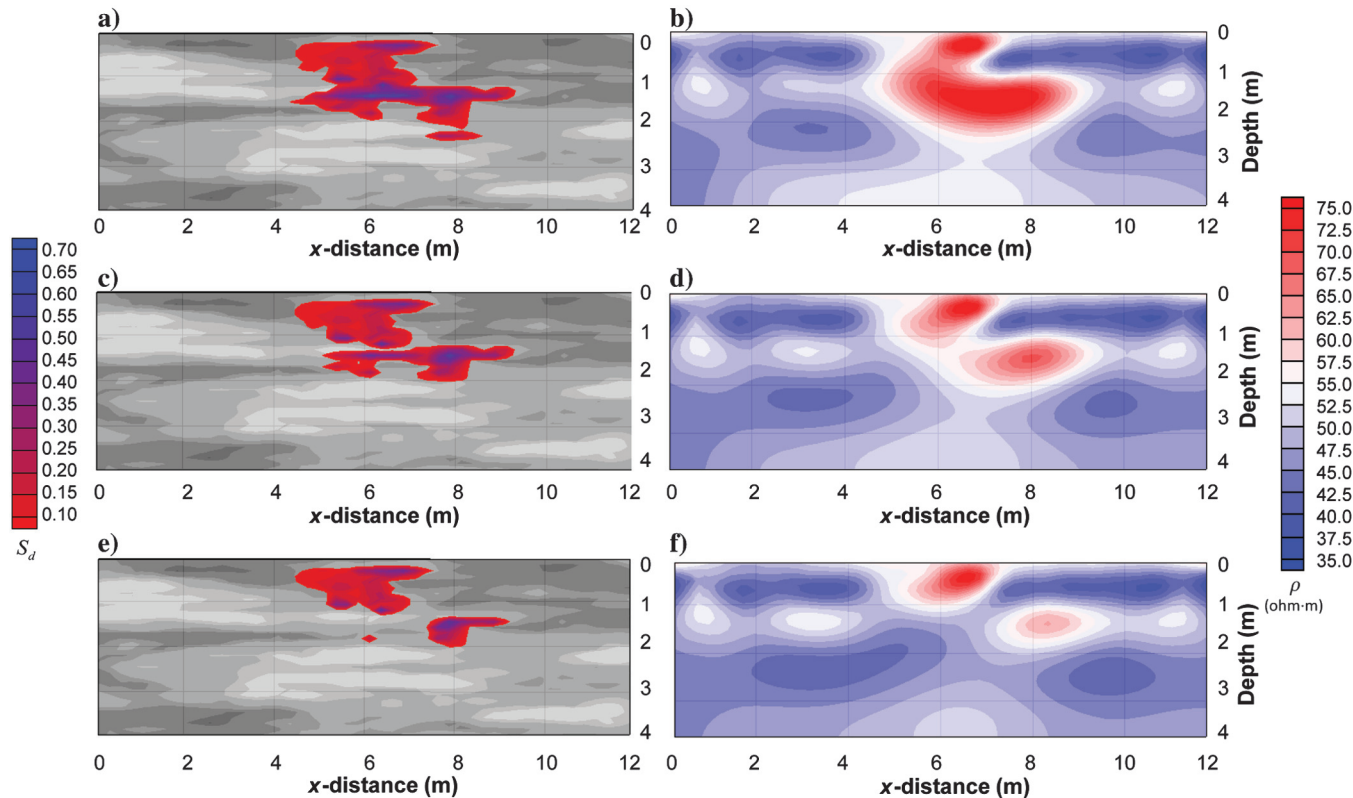 a)
b)
0
1
2
3
4
Depth (m)
0
1
2
3
4
0 2 4 6 8 10 12
x-distance (m)
0 2 4 6 8 10 12
x-distance (m)
c)
d)
0
1
2
3
4
Depth (m)
0
1
2
3
4
0 2 4 6 8 10 12
x-distance (m)
0 2 4 6 8 10 12
x-distance (m)
e)
f)
0
1
2
3
4
Depth (m)
0
1
2
3
4
0 2 4 6 8 10 12
x-distance (m)
0 2 4 6 8 10 12
x-distance (m)
0.70
0.65
0.60
0.55
0.50
0.45
0.40
0.35
0.30
0.25
0.20
0.15
0.10
S_d
75.0
72.5
70.0
67.5
65.0
62.5
60.0
57.5
55.0
52.5
50.0
47.5
45.0
42.5
40.0
37.5
35.0
ρ
(ohm·m)